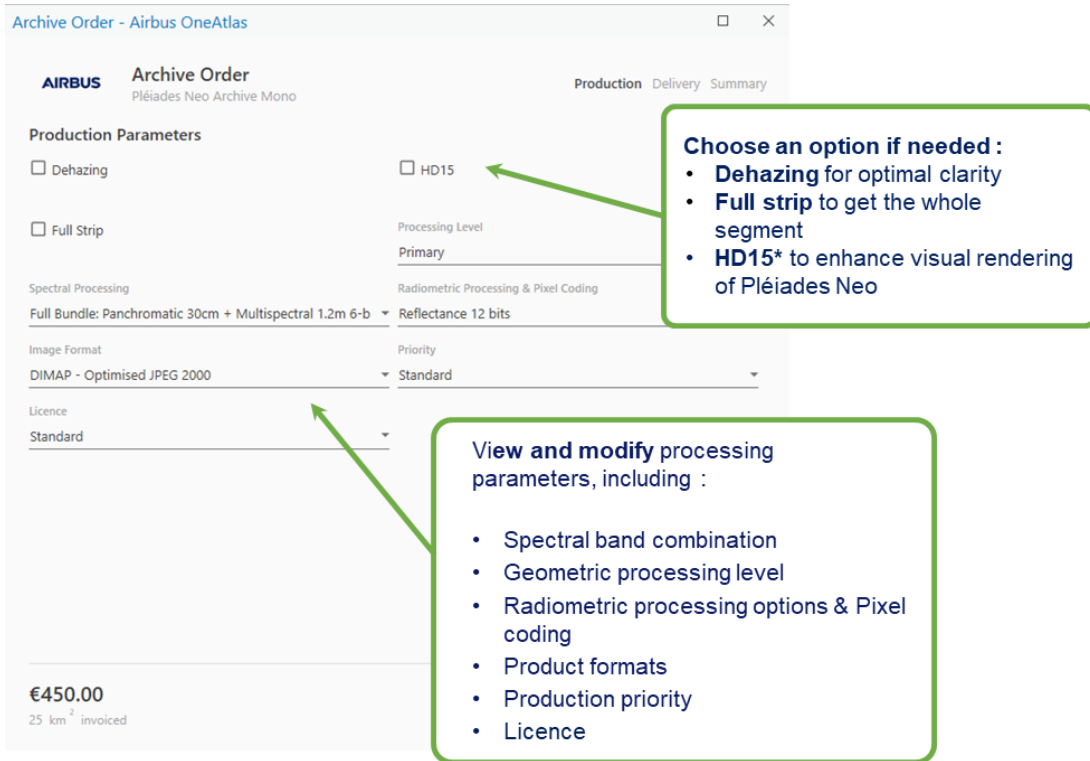 Archive Order - Airbus OneAtlas
AIRBUS
Archive Order
Pléiades Neo Archive Mono
Production Delivery Summary
Production Parameters
Dehazing
HD15
Full Strip
Processing Level
Primary
Spectral Processing
Full Bundle: Panchromatic 30cm + Multispectral 1.2m 6-b
Radiometric Processing & Pixel Coding
Reflectance 12 bits
Image Format
DIMAP - Optimised JPEG 2000
Priority
Standard
Licence
Standard
€450.00
25 km 2 invoiced
Choose an option if needed :
• Dehazing for optimal clarity
• Full strip to get the whole
segment
• HD15* to enhance visual rendering
of Pléiades Neo
View and modify processing
parameters, including :
• Spectral band combination
• Geometric processing level
• Radiometric processing options & Pixel
coding
• Product formats
• Production priority
• Licence